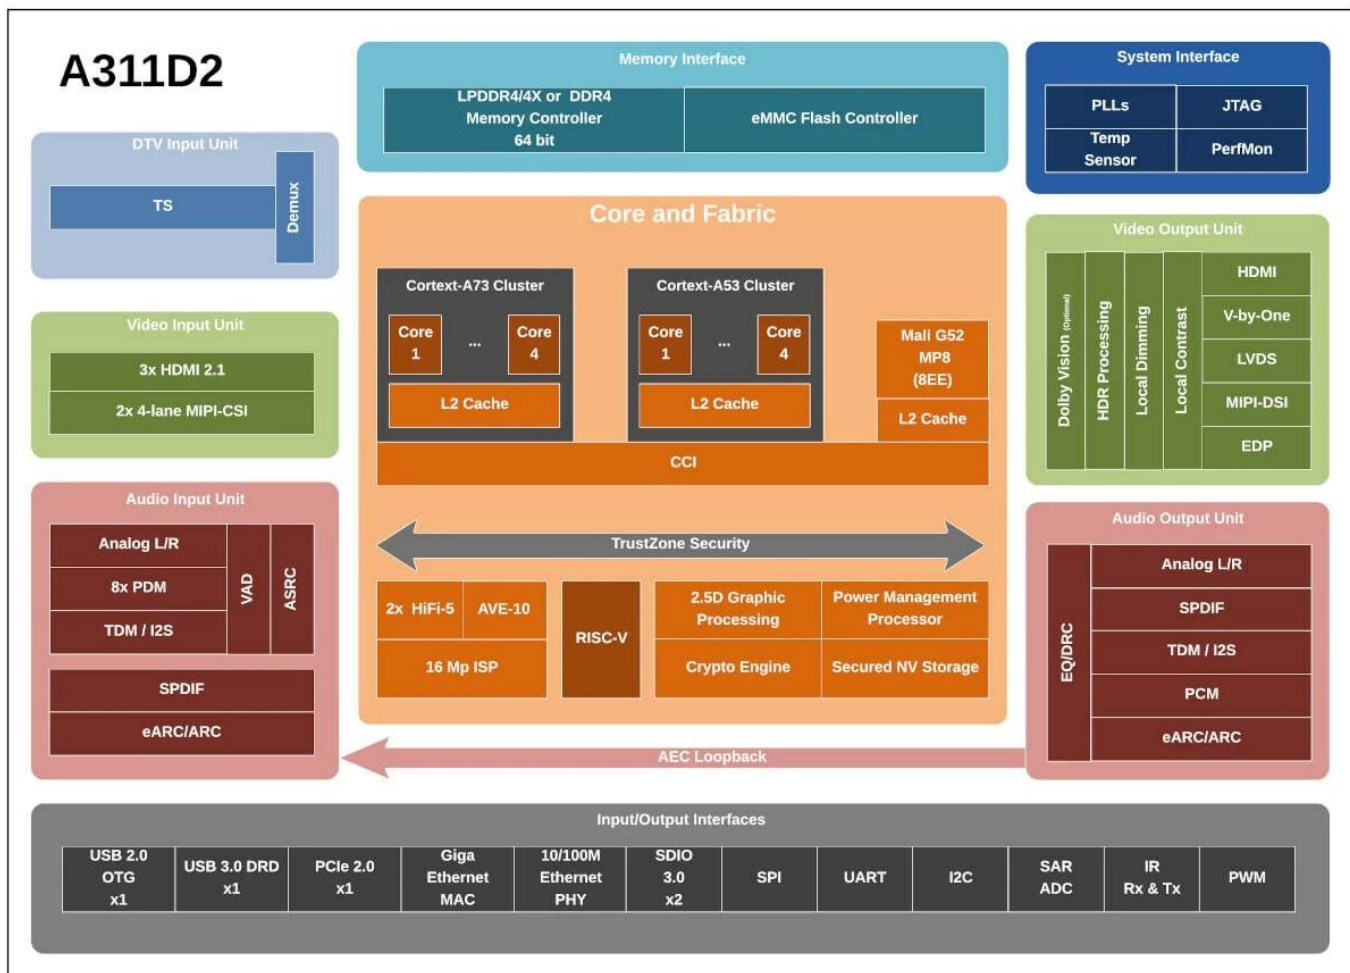 A311D2
Memory Interface
LPDDR4/4X or DDR4
Memory Controller
64 bit
eMMC Flash Controller
System Interface
PLLs
JTAG
Temp
Sensor
PerfMon
DTV Input Unit
TS
Demux
Video Input Unit
3x HDMI 2.1
2x 4-lane MIPI-CSI
Audio Input Unit
Analog L/R
8x PDM
TDM / I2S
VAD
ASRC
SPDIF
eARC/ARC
Core and Fabric
Cortext-A73 Cluster
Core
1
...
Core
4
L2 Cache
Cortext-A53 Cluster
Core
1
...
Core
4
L2 Cache
Mali G52
MP8
(8EE)
L2 Cache
CCI
TrustZone Security
2x HiFi-5
AVE-10
16 Mp ISP
RISC-V
2.5D Graphic
Processing
Power Management
Processor
Crypto Engine
Secured NV Storage
Video Output Unit
Dolby Vision (Optional)
HDR Processing
Local Dimming
Local Contrast
HDMI
V-by-One
LVDS
MIPI-DSI
EDP
Audio Output Unit
EQ/DRC
Analog L/R
SPDIF
TDM / I2S
PCM
eARC/ARC
AEC Loopback
Input/Output Interfaces
USB 2.0
OTG
x1
USB 3.0 DRD
x1
PCIe 2.0
x1
Giga
Ethernet
MAC
10/100M
Ethernet
PHY
SDIO
3.0
x2
SPI
UART
I2C
SAR
ADC
IR
Rx & Tx
PWM